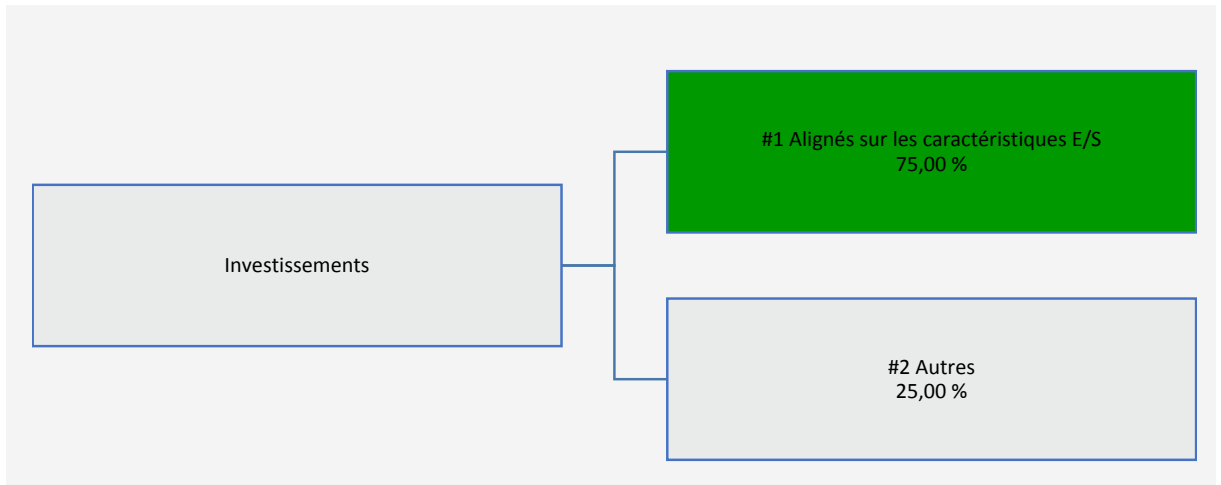 Investissements
#1 Alignés sur les caractéristiques E/S
75,00 %
#2 Autres
25,00 %